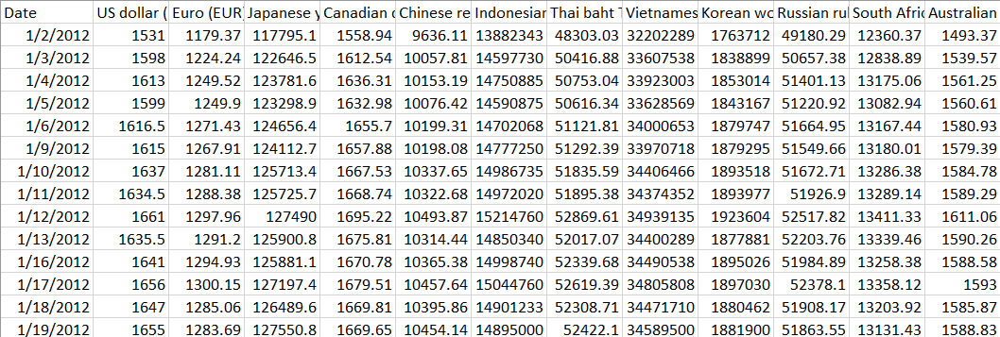 Date US dollar ( Euro (EUR) Japanese y Canadian d Chinese re Indonesian Thai baht T Vietnames Korean wo Russian rul South Afric Australian
1/2/2012 1531 1179.37 117795.1 1558.94 9636.11 13882343 48303.03 32202289 1763712 49180.29 12360.37 1493.37
1/3/2012 1598 1224.24 122646.5 1612.54 10057.81 14597730 50416.88 33607538 1838899 50657.38 12838.89 1539.57
1/4/2012 1613 1249.52 123781.6 1636.31 10153.19 14750885 50753.04 33923003 1853014 51401.13 13175.06 1561.25
1/5/2012 1599 1249.9 123298.9 1632.98 10076.42 14590875 50616.34 33628569 1843167 51220.92 13082.94 1560.61
1/6/2012 1616.5 1271.43 124656.4 1655.7 10199.31 14702068 51121.81 34000653 1879747 51664.95 13167.44 1580.93
1/9/2012 1615 1267.91 124112.7 1657.88 10198.08 14777250 51292.39 33970718 1879295 51549.66 13180.01 1579.39
1/10/2012 1637 1281.11 125713.4 1667.53 10337.65 14986735 51835.59 34406466 1893518 51672.71 13286.38 1584.78
1/11/2012 1634.5 1288.38 125725.7 1668.74 10322.68 14972020 51895.38 34374352 1893977 51926.9 13289.14 1589.29
1/12/2012 1661 1297.96 127490 1695.22 10493.87 15214760 52869.61 34939135 1923604 52517.82 13411.33 1611.06
1/13/2012 1635.5 1291.2 125900.8 1675.81 10314.44 14850340 52017.07 34400289 1877881 52203.76 13339.46 1590.26
1/16/2012 1641 1294.93 125881.1 1670.78 10365.38 14998740 52339.68 34490538 1895026 51984.89 13258.38 1588.58
1/17/2012 1656 1300.15 127197.4 1679.51 10457.64 15044760 52619.39 34805808 1897030 52378.1 13358.12 1593
1/18/2012 1647 1285.06 126489.6 1669.81 10395.86 14901233 52308.71 34471710 1880462 51908.17 13203.92 1585.87
1/19/2012 1655 1283.69 127550.8 1669.65 10454.14 14895000 52422.1 34589500 1881900 51863.55 13131.43 1588.83